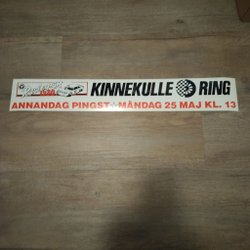 KINNEKULLE RING
ANNANDAG PINGST MÅNDAG 25 MAJ KL. 13